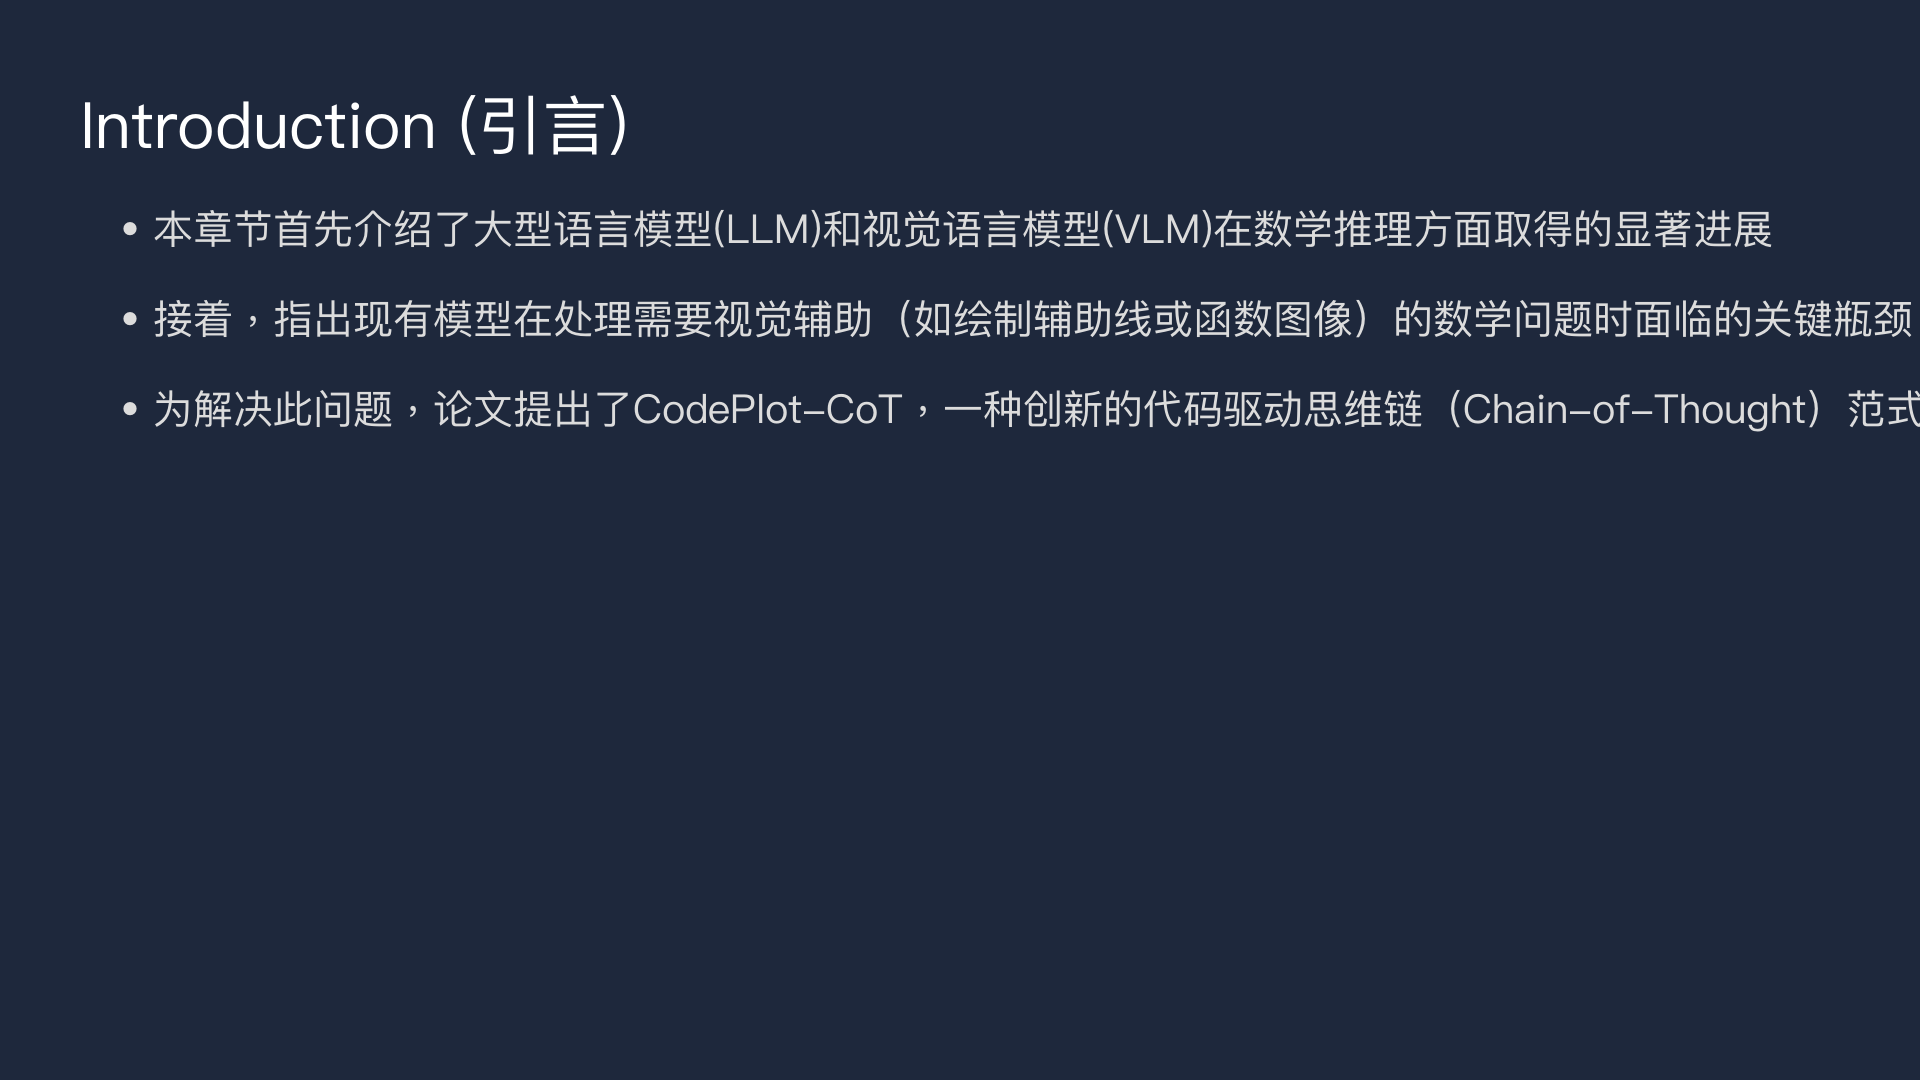 Introduction (引言)
• 本章节首先介绍了大型语言模型(LLM)和视觉语言模型(VLM)在数学推理方面取得的显著进展
• 接着，指出现有模型在处理需要视觉辅助（如绘制辅助线或函数图像）的数学问题时面临的关键瓶颈
• 为解决此问题，论文提出了CodePlot-CoT，一种创新的代码驱动思维链（Chain-of-Thought）范式